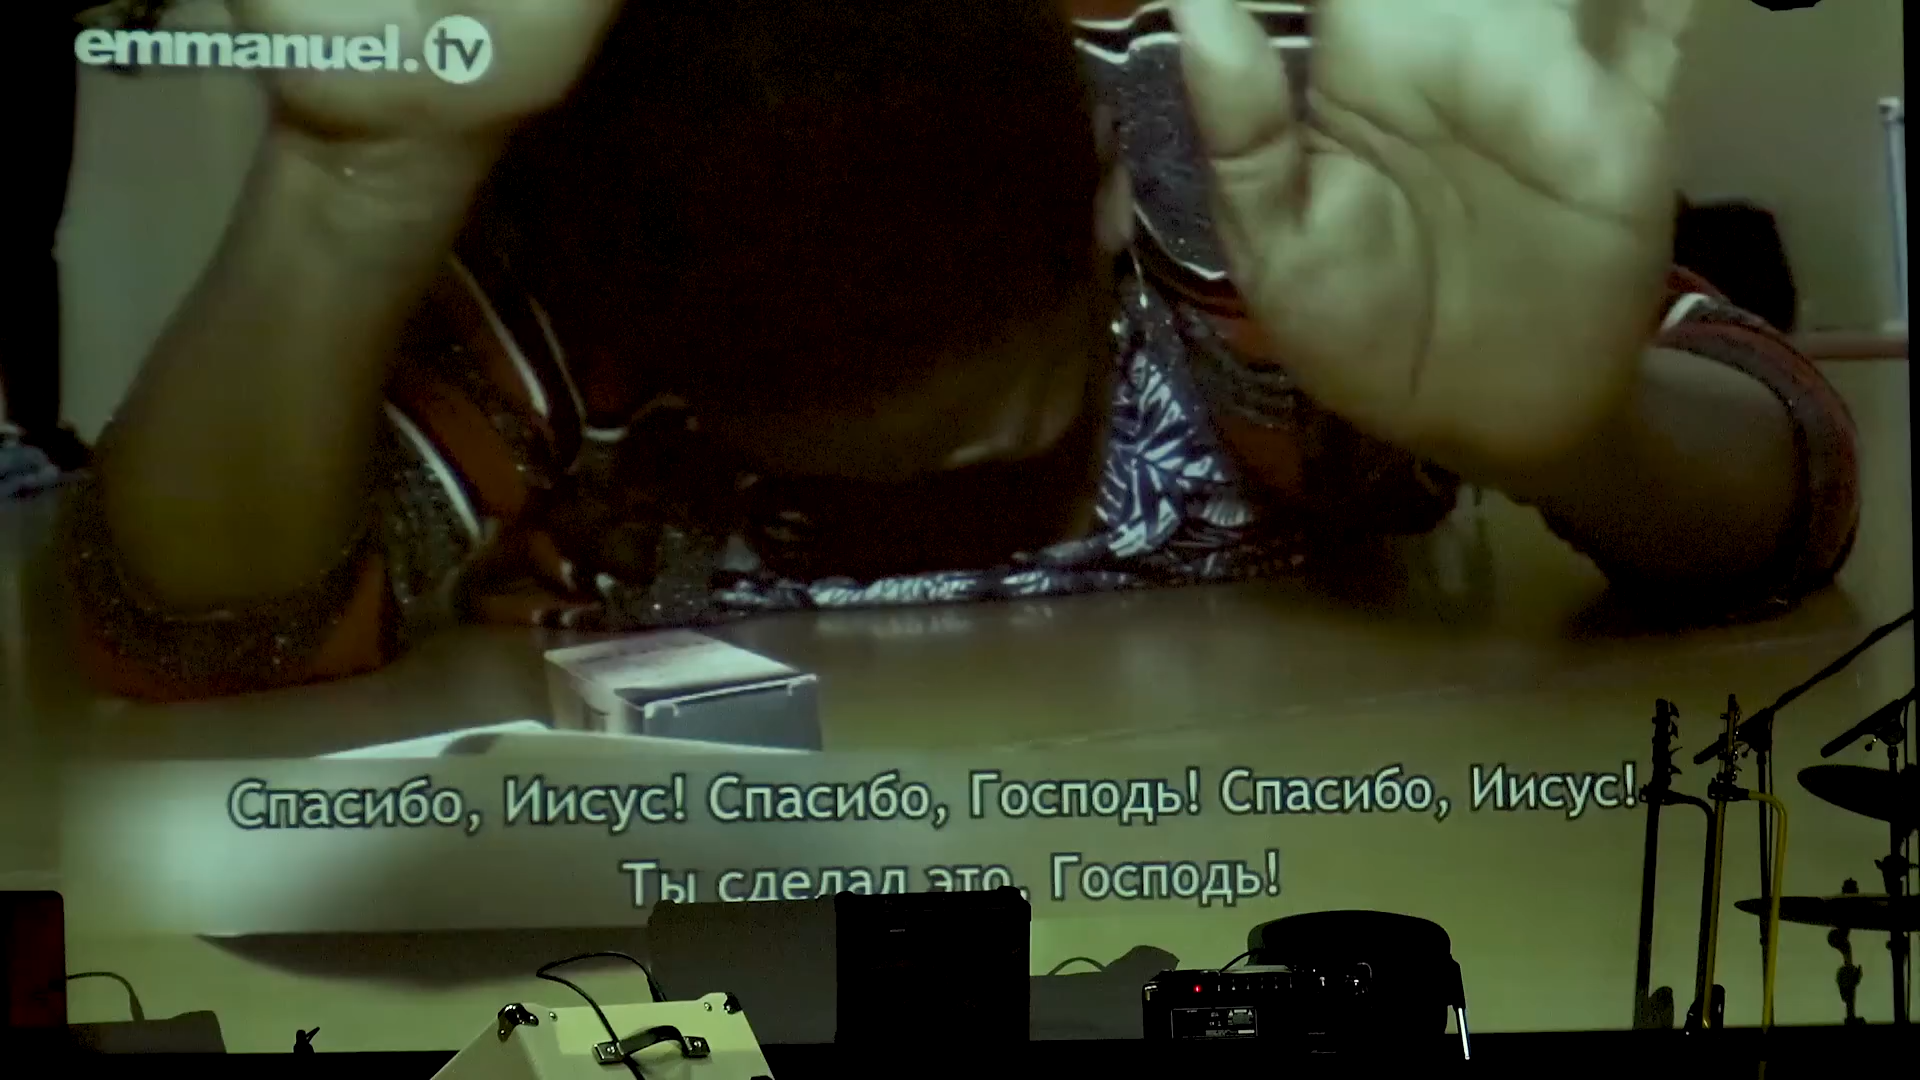 emmanuel.tv
Спасибо, Иисус! Спасибо, Господь! Спасибо, Иисус!
Ты сделал это, Господь!